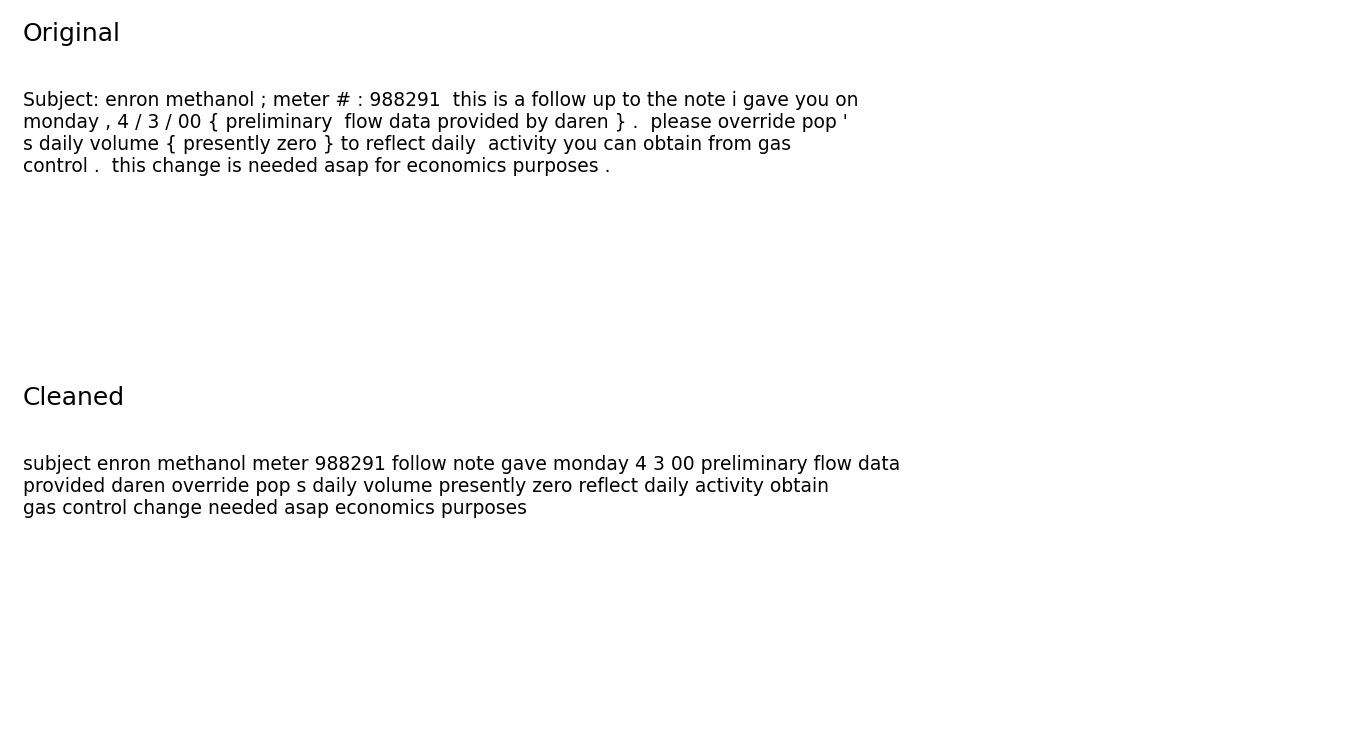 Original
Subject: enron methanol ; meter # : 988291  this is a follow up to the note i gave you on
monday , 4 / 3 / 00 { preliminary  flow data provided by daren } .  please override pop '
s daily volume { presently zero } to reflect daily  activity you can obtain from gas
control .  this change is needed asap for economics purposes .
Cleaned
subject enron methanol meter 988291 follow note gave monday 4 3 00 preliminary flow data
provided daren override pop s daily volume presently zero reflect daily activity obtain
gas control change needed asap economics purposes